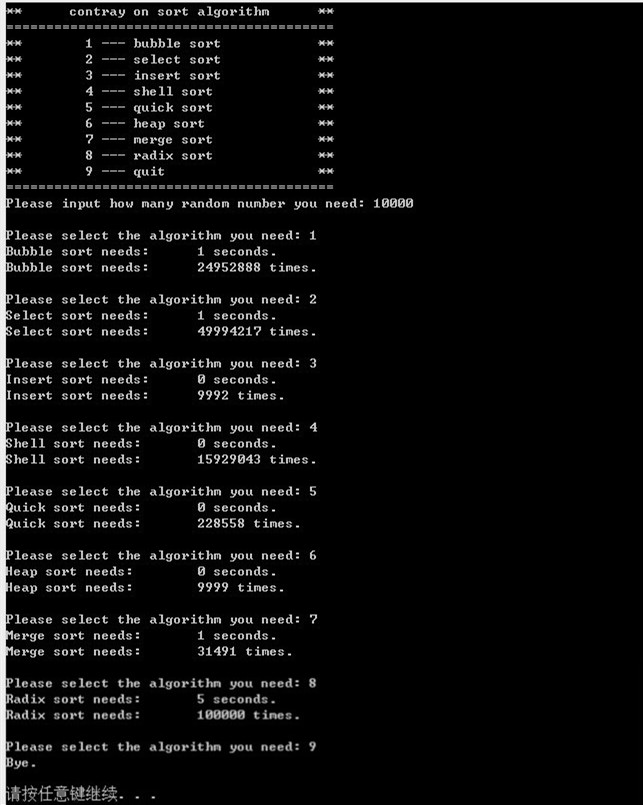 **      contray on sort algorithm      **
=========================================
**        1 --- bubble sort            **
**        2 --- select sort            **
**        3 --- insert sort            **
**        4 --- shell sort             **
**        5 --- quick sort             **
**        6 --- heap sort              **
**        7 --- merge sort             **
**        8 --- radix sort             **
**        9 --- quit                   **
=========================================
Please input how many random number you need: 10000
Please select the algorithm you need: 1
Bubble sort needs:      1 seconds.
Bubble sort needs:      24952888 times.
Please select the algorithm you need: 2
Select sort needs:      1 seconds.
Select sort needs:      49994217 times.
Please select the algorithm you need: 3
Insert sort needs:      0 seconds.
Insert sort needs:      9992 times.
Please select the algorithm you need: 4
Shell sort needs:       0 seconds.
Shell sort needs:       15929043 times.
Please select the algorithm you need: 5
Quick sort needs:       0 seconds.
Quick sort needs:       228558 times.
Please select the algorithm you need: 6
Heap sort needs:        0 seconds.
Heap sort needs:        9999 times.
Please select the algorithm you need: 7
Merge sort needs:       1 seconds.
Merge sort needs:       31491 times.
Please select the algorithm you need: 8
Radix sort needs:       5 seconds.
Radix sort needs:       100000 times.
Please select the algorithm you need: 9
Bye.
请按任意键继续. . .